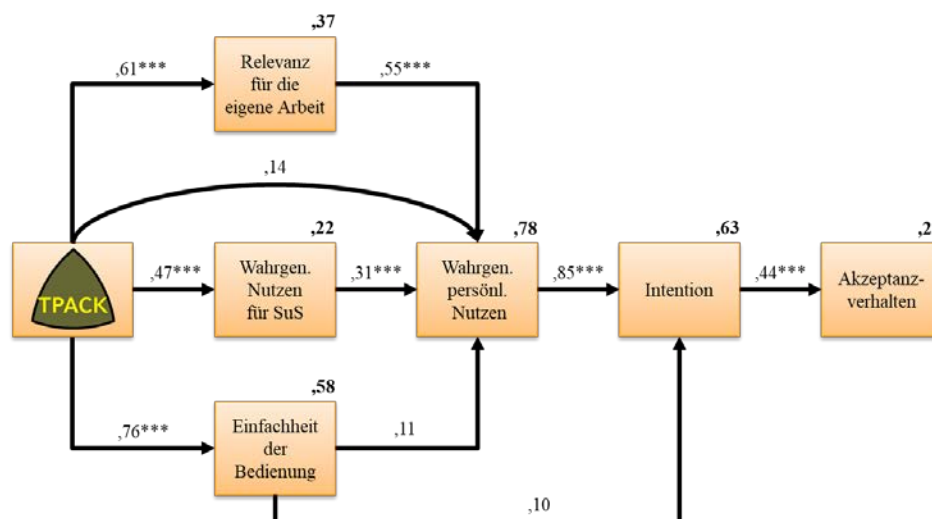 ,37
,61***
Relevanz
für die
eigene Arbeit
,55***
,14
TPACK
,47***
,22
Wahrgen.
Nutzen
für SuS
,31***
,78
Wahrgen.
persönl.
Nutzen
,85***
,63
Intention
,44***
Akzeptanz-
verhalten
,76***
,58
Einfachheit
der
Bedienung
,11
,10